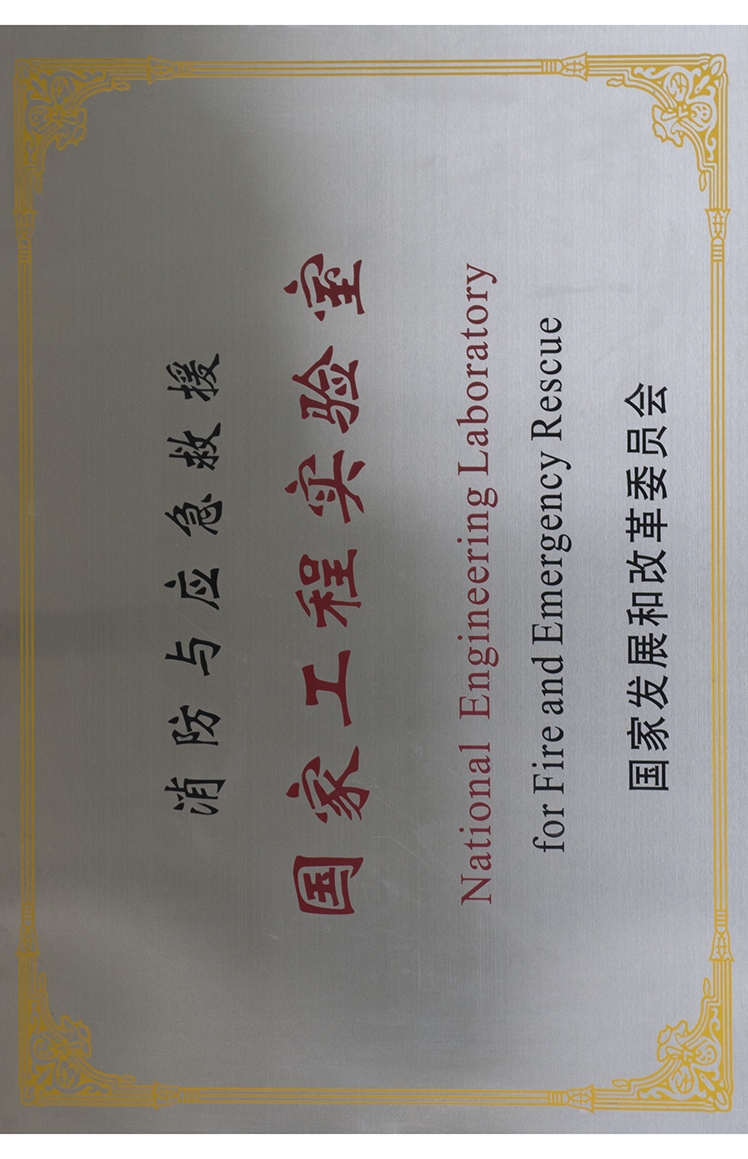 消防与应急救援
国家工程实验室
National Engineering Laboratory
for Fire and Emergency Rescue
国家发展和改革委员会